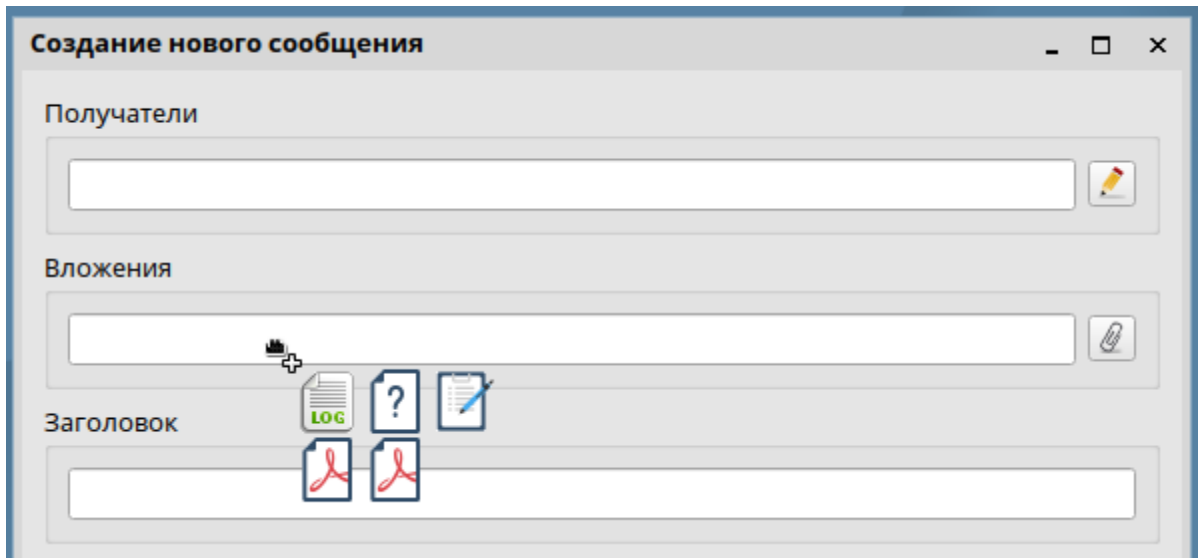 Создание нового сообщения
Получатели
Вложения
LOG
?
Заголовок